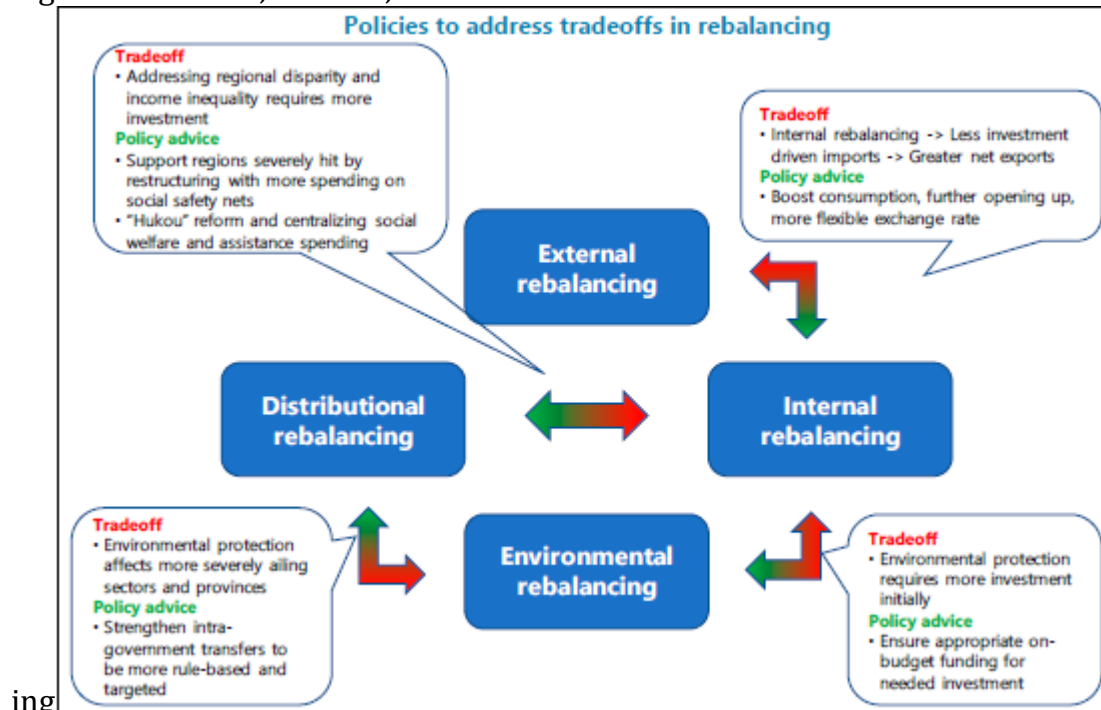 Policies to address tradeoffs in rebalancing
Tradeoff
• Addressing regional disparity and
income inequality requires more
investment
Policy advice
• Support regions severely hit by
restructuring with more spending on
social safety nets
• "Hukou" reform and centralizing social
welfare and assistance spending
Tradeoff
• Internal rebalancing -> Less investment
driven imports -> Greater net exports
Policy advice
• Boost consumption, further opening up,
more flexible exchange rate
External
rebalancing
Distributional
rebalancing
Internal
rebalancing
Tradeoff
• Environmental protection
affects more severely ailing
sectors and provinces
Policy advice
• Strengthen intra-
government transfers to
be more rule-based and
targeted
Environmental
rebalancing
Tradeoff
• Environmental protection
requires more investment
initially
Policy advice
• Ensure appropriate on-
budget funding for
needed investment
ing